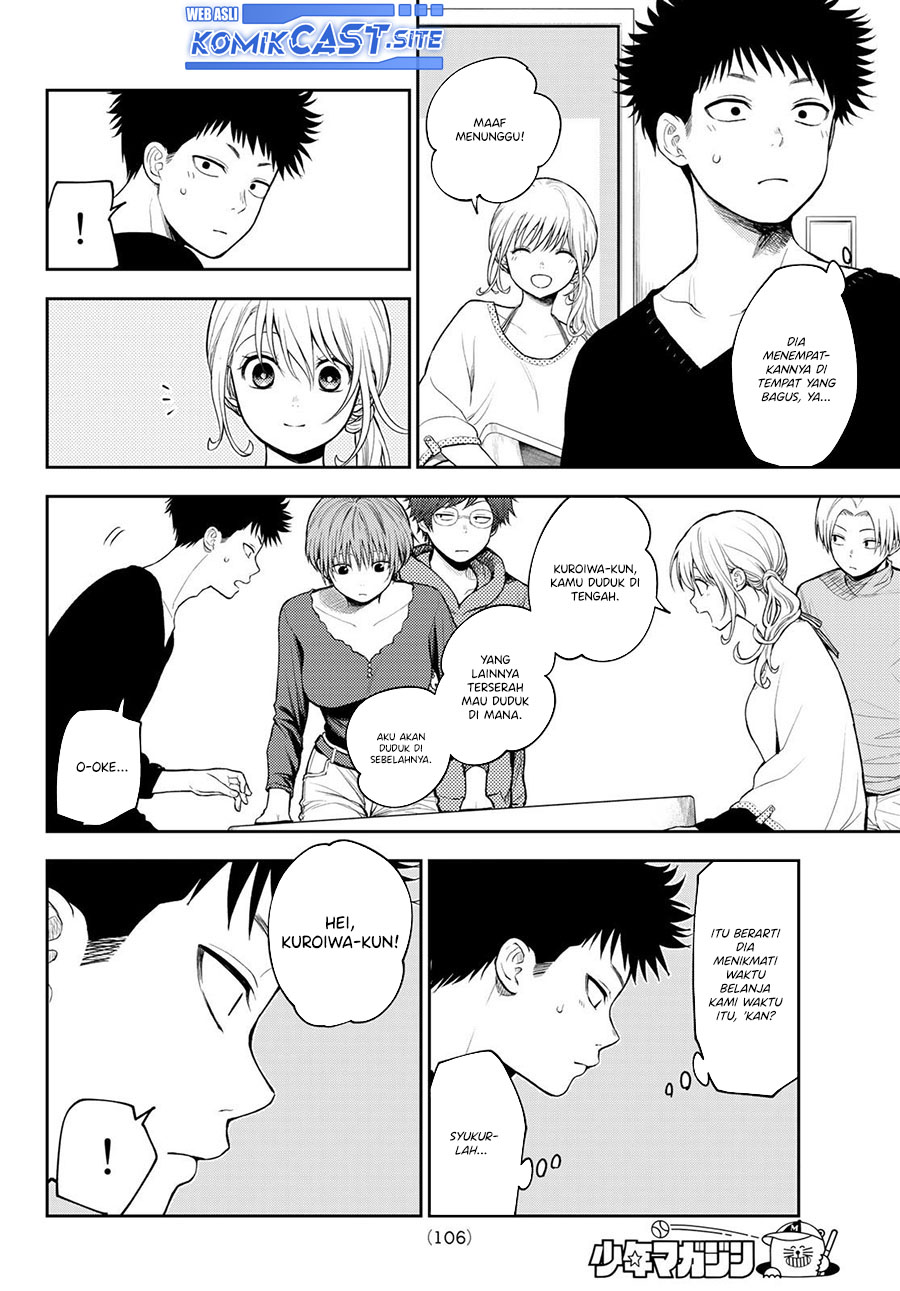 WEB ASLI
KOMIKCAST.SITE
MAAF
MENUNGGU!
DIA
MENEMPAT-
KANNYA DI
TEMPAT YANG
BAGUS, YA...
!
KUROIWA-KUN,
KAMU DUDUK DI
TENGAH.
YANG
LAINNYA
TERSERAH
MAU DUDUK
DI MANA.
AKU AKAN
DUDUK DI
SEBELAHNYA.
O-OKE...
ITU BERARTI
DIA
MENIKMATI
WAKTU
BELANJA
KAMI WAKTU
ITU, 'KAN?
SYUKUR-
LAH...
HEI,
KUROIWA-KUN!
!
(106)
少年マガジン
M